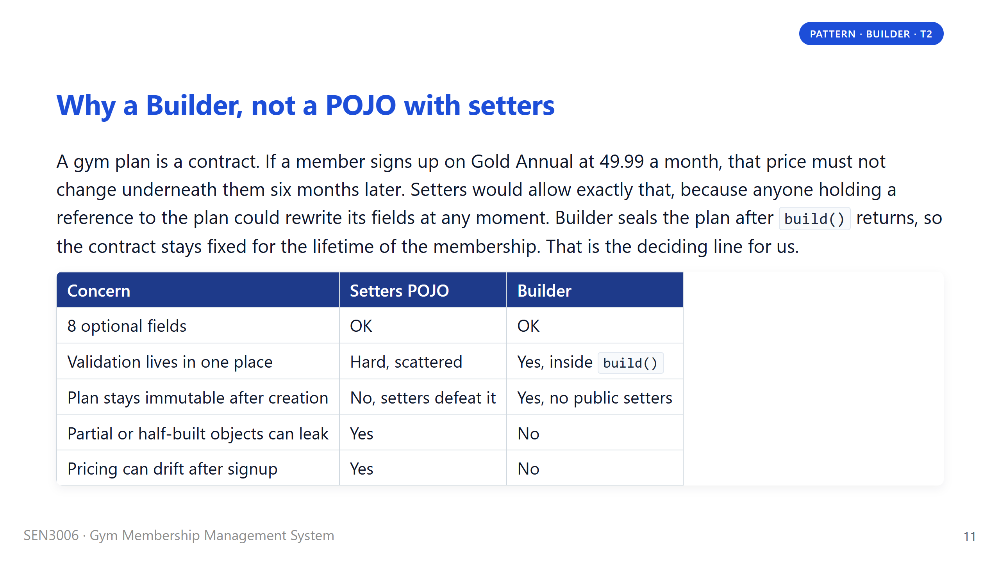 PATTERN · BUILDER · T2
Why a Builder, not a POJO with setters
A gym plan is a contract. If a member signs up on Gold Annual at 49.99 a month, that price must not
change underneath them six months later. Setters would allow exactly that, because anyone holding a
reference to the plan could rewrite its fields at any moment. Builder seals the plan after build() returns, so
the contract stays fixed for the lifetime of the membership. That is the deciding line for us.
Concern Setters POJO Builder
8 optional fields OK OK
Validation lives in one place Hard, scattered Yes, inside build()
Plan stays immutable after creation No, setters defeat it Yes, no public setters
Partial or half-built objects can leak Yes No
Pricing can drift after signup Yes No
SEN3006 · Gym Membership Management System
11